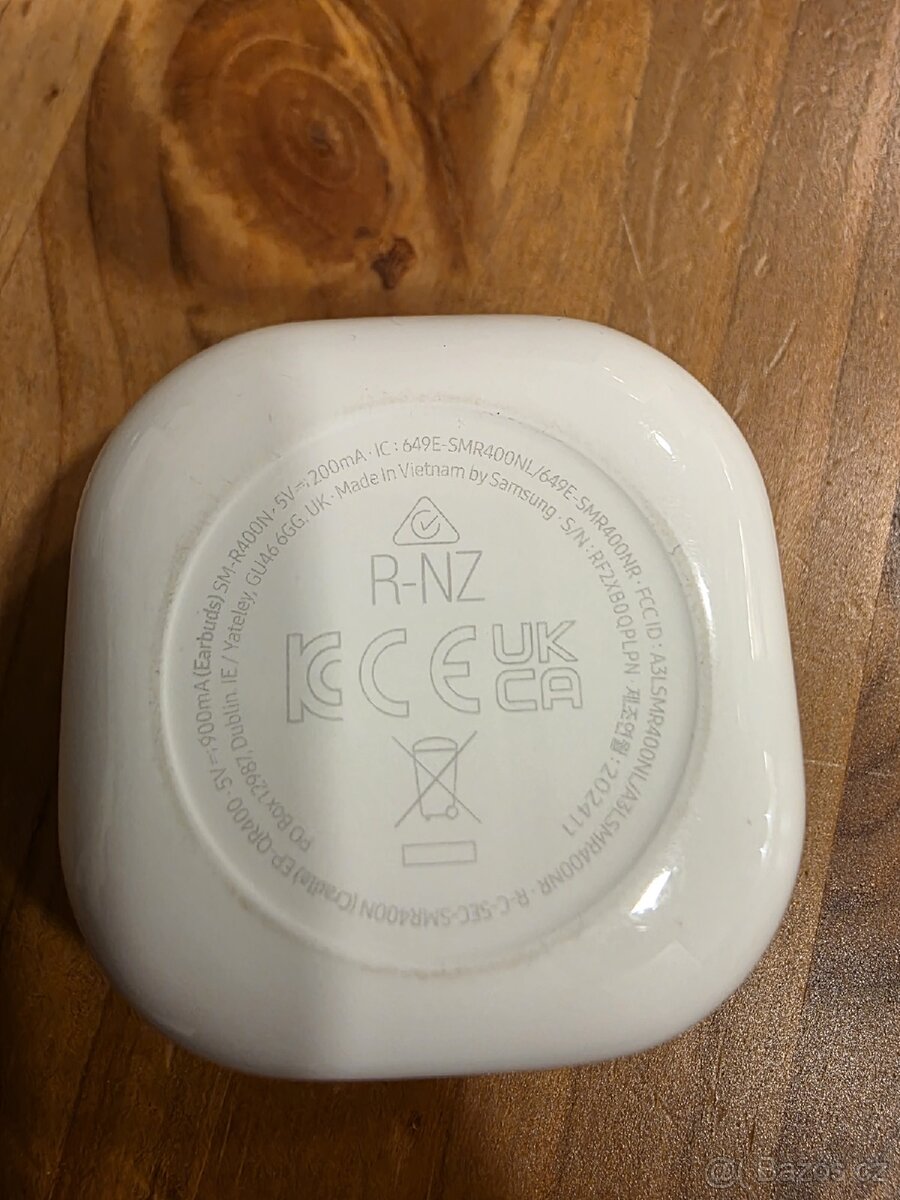 (Cradle) EP-QR400 · 5V⎓900mA (Earbuds) SM-R400N · 5V⎓200mA · IC : 649E-SMR400NL/649E-SMR400NR · FCC ID : A3LSMR400NL/A3LSMR400NR · R-C-SEC-SMR400N
PO Box 12987, Dublin. IE / Yateley, GU46 6GG, UK · Made in Vietnam by Samsung · S/N : RF2XB0QPLPN · 제조연월 : 202411
R-NZ
KC CE UK
CA
@ Bazos.cz